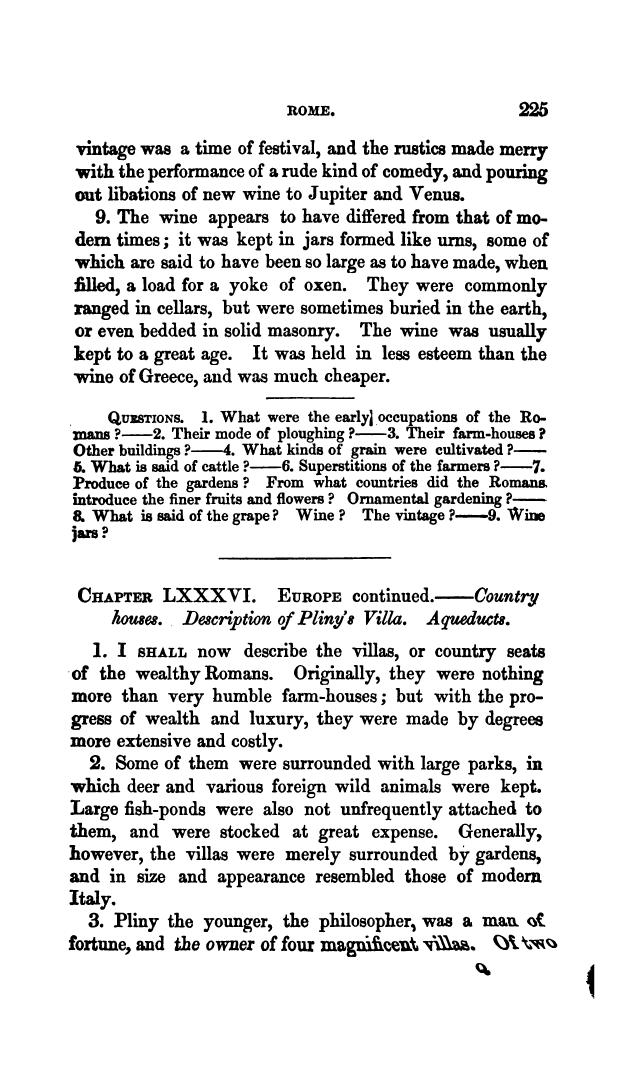 ROME. 225
vintage was a time of festival, and the rustics made merry
with the performance of a rude kind of comedy, and pouring
out libations of new wine to Jupiter and Venus.
9. The wine appears to have differed from that of mo-
dern times; it was kept in jars formed like urns, some of
which are said to have been so large as to have made, when
filled, a load for a yoke of oxen. They were commonly
ranged in cellars, but were sometimes buried in the earth,
or even bedded in solid masonry. The wine was usually
kept to a great age. It was held in less esteem than the
wine of Greece, and was much cheaper.
QUESTIONS. 1. What were the early occupations of the Ro-
mans?——2. Their mode of ploughing?——3. Their farm-houses?
Other buildings?——4. What kinds of grain were cultivated?——
5. What is said of cattle?——6. Superstitions of the farmers?——7.
Produce of the gardens? From what countries did the Romans
introduce the finer fruits and flowers? Ornamental gardening?——
8. What is said of the grape? Wine? The vintage?——9. Wine
jars?
CHAPTER LXXXVI. EUROPE continued.——Country
houses. Description of Pliny's Villa. Aqueducts.
1. I SHALL now describe the villas, or country seats
of the wealthy Romans. Originally, they were nothing
more than very humble farm-houses; but with the pro-
gress of wealth and luxury, they were made by degrees
more extensive and costly.
2. Some of them were surrounded with large parks, in
which deer and various foreign wild animals were kept.
Large fish-ponds were also not unfrequently attached to
them, and were stocked at great expense. Generally,
however, the villas were merely surrounded by gardens,
and in size and appearance resembled those of modern
Italy.
3. Pliny the younger, the philosopher, was a man of
fortune, and the owner of four magnificent villas. Of two
Q